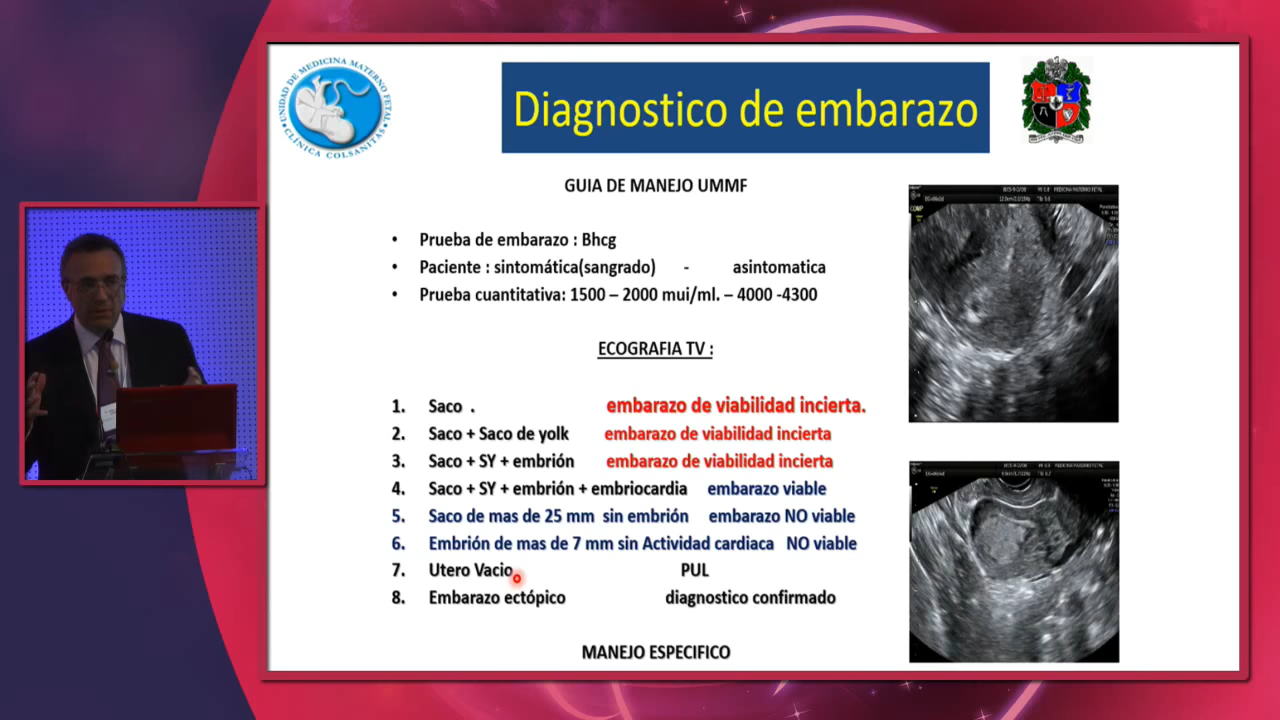 UNIDAD DE MEDICINA MATERNO FETAL
CLÍNICA COLSANITAS
Diagnostico de embarazo
GUIA DE MANEJO UMMF
• Prueba de embarazo : Bhcg
• Paciente : sintomática(sangrado) - asintomatica
• Prueba cuantitativa: 1500 – 2000 mui/ml. – 4000 -4300
ECOGRAFIA TV :
1. Saco . embarazo de viabilidad incierta.
2. Saco + Saco de yolk embarazo de viabilidad incierta
3. Saco + SY + embrión embarazo de viabilidad incierta
4. Saco + SY + embrión + embriocardia embarazo viable
5. Saco de mas de 25 mm sin embrión embarazo NO viable
6. Embrión de mas de 7 mm sin Actividad cardiaca NO viable
7. Utero Vacio PUL
8. Embarazo ectópico diagnostico confirmado
MANEJO ESPECIFICO
MEDICINA FETAL
MEDICINA FETAL